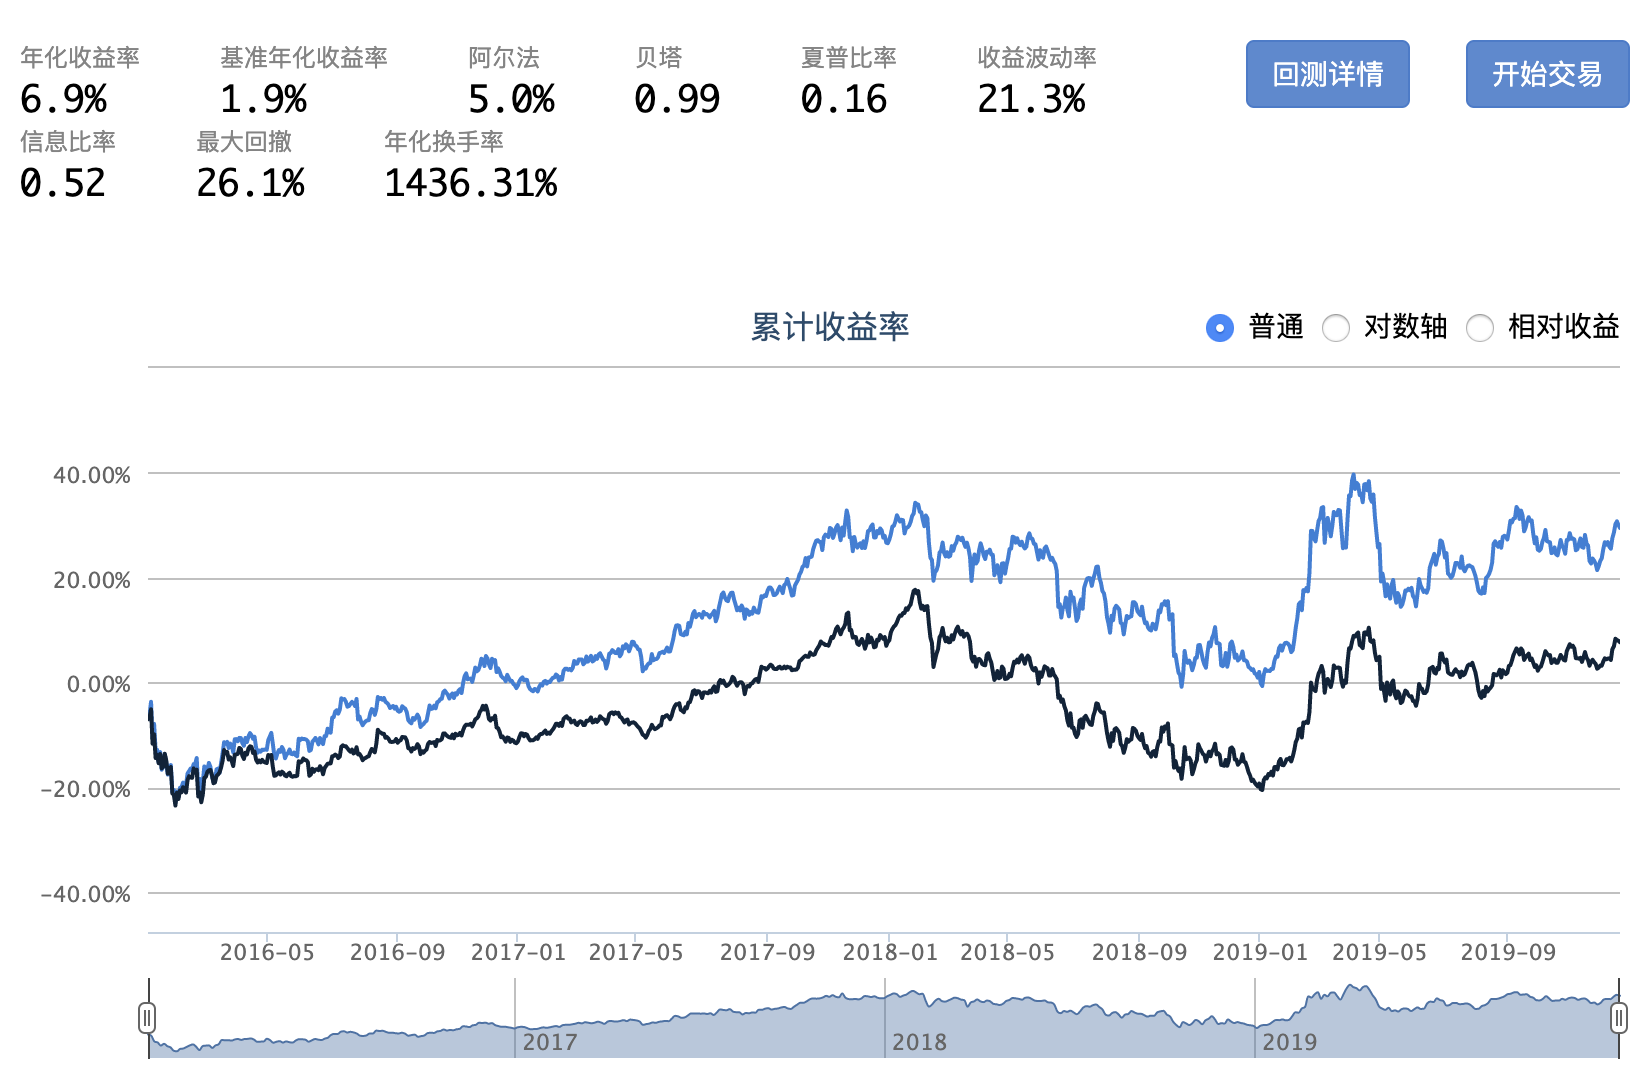 年化收益率 基准年化收益率 阿尔法 贝塔 夏普比率 收益波动率
6.9% 1.9% 5.0% 0.99 0.16 21.3%
回测详情 开始交易
信息比率 最大回撤 年化换手率
0.52 26.1% 1436.31%
累计收益率
普通 对数轴 相对收益
40.00%
20.00%
0.00%
-20.00%
-40.00%
2016-05 2016-09 2017-01 2017-05 2017-09 2018-01 2018-05 2018-09 2019-01 2019-05 2019-09
2017 2018 2019